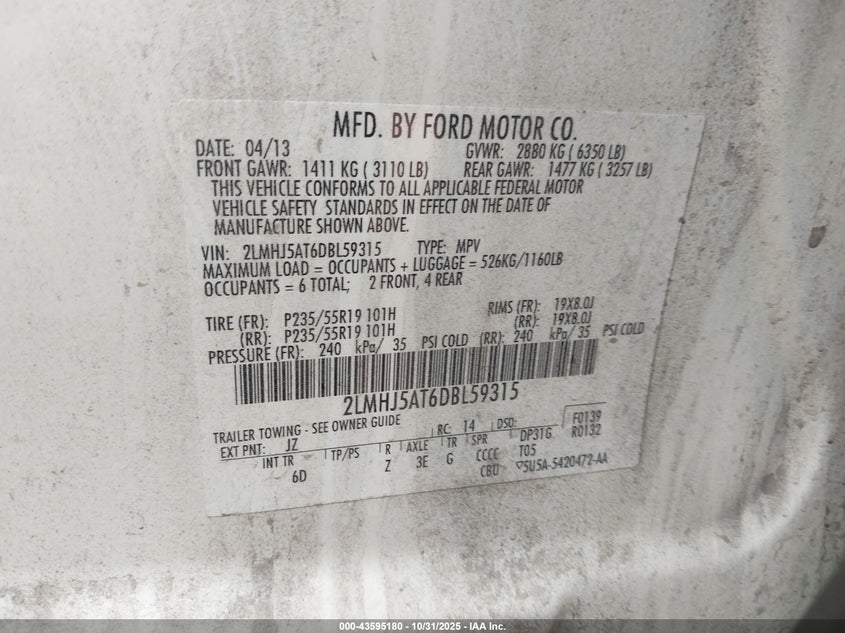 MFD. BY FORD MOTOR CO.
DATE: 04/13 GVWR: 2880 KG ( 6350 LB)
FRONT GAWR: 1411 KG ( 3110 LB) REAR GAWR: 1477 KG ( 3257 LB)
THIS VEHICLE CONFORMS TO ALL APPLICABLE FEDERAL MOTOR
VEHICLE SAFETY STANDARDS IN EFFECT ON THE DATE OF
MANUFACTURE SHOWN ABOVE.
VIN: 2LMHJ5AT6DBL59315 TYPE: MPV
MAXIMUM LOAD = OCCUPANTS + LUGGAGE = 526KG/1160LB
OCCUPANTS = 6 TOTAL; 2 FRONT, 4 REAR
TIRE (FR): P235/55R19 101H RIMS (FR): 19X8.0J
(RR): P235/55R19 101H (RR): 19X8.0J
PRESSURE (FR): 240 kPa/ 35 PSI COLD (RR): 240 kPa/ 35 PSI COLD
2LMHJ5AT6DBL59315
TRAILER TOWING - SEE OWNER GUIDE RC: 14 DSO: F0139
EXT PNT: JZ R0132
INT TR TP/PS R AXLE TR SPR DP31G
6D Z 3E G CCCC T05
CBU 5U5A-5420472-AA
000-43595180 - 10/31/2025 - IAA Inc.